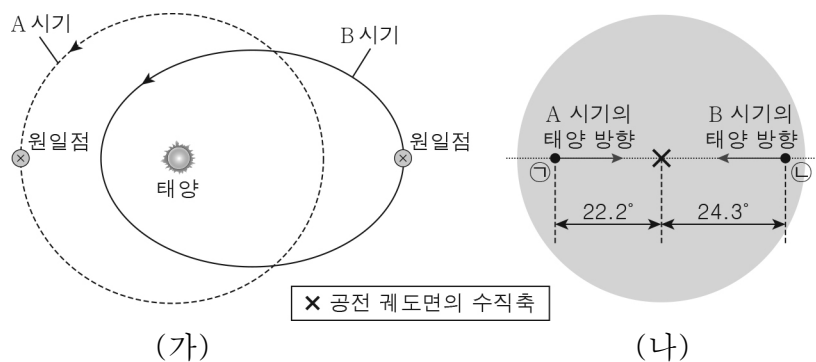 A 시기
B 시기
원일점
태양
원일점
A 시기의
태양 방향
B 시기의
태양 방향
㉠
㉡
22.2°
24.3°
× 공전 궤도면의 수직축
(가)
(나)